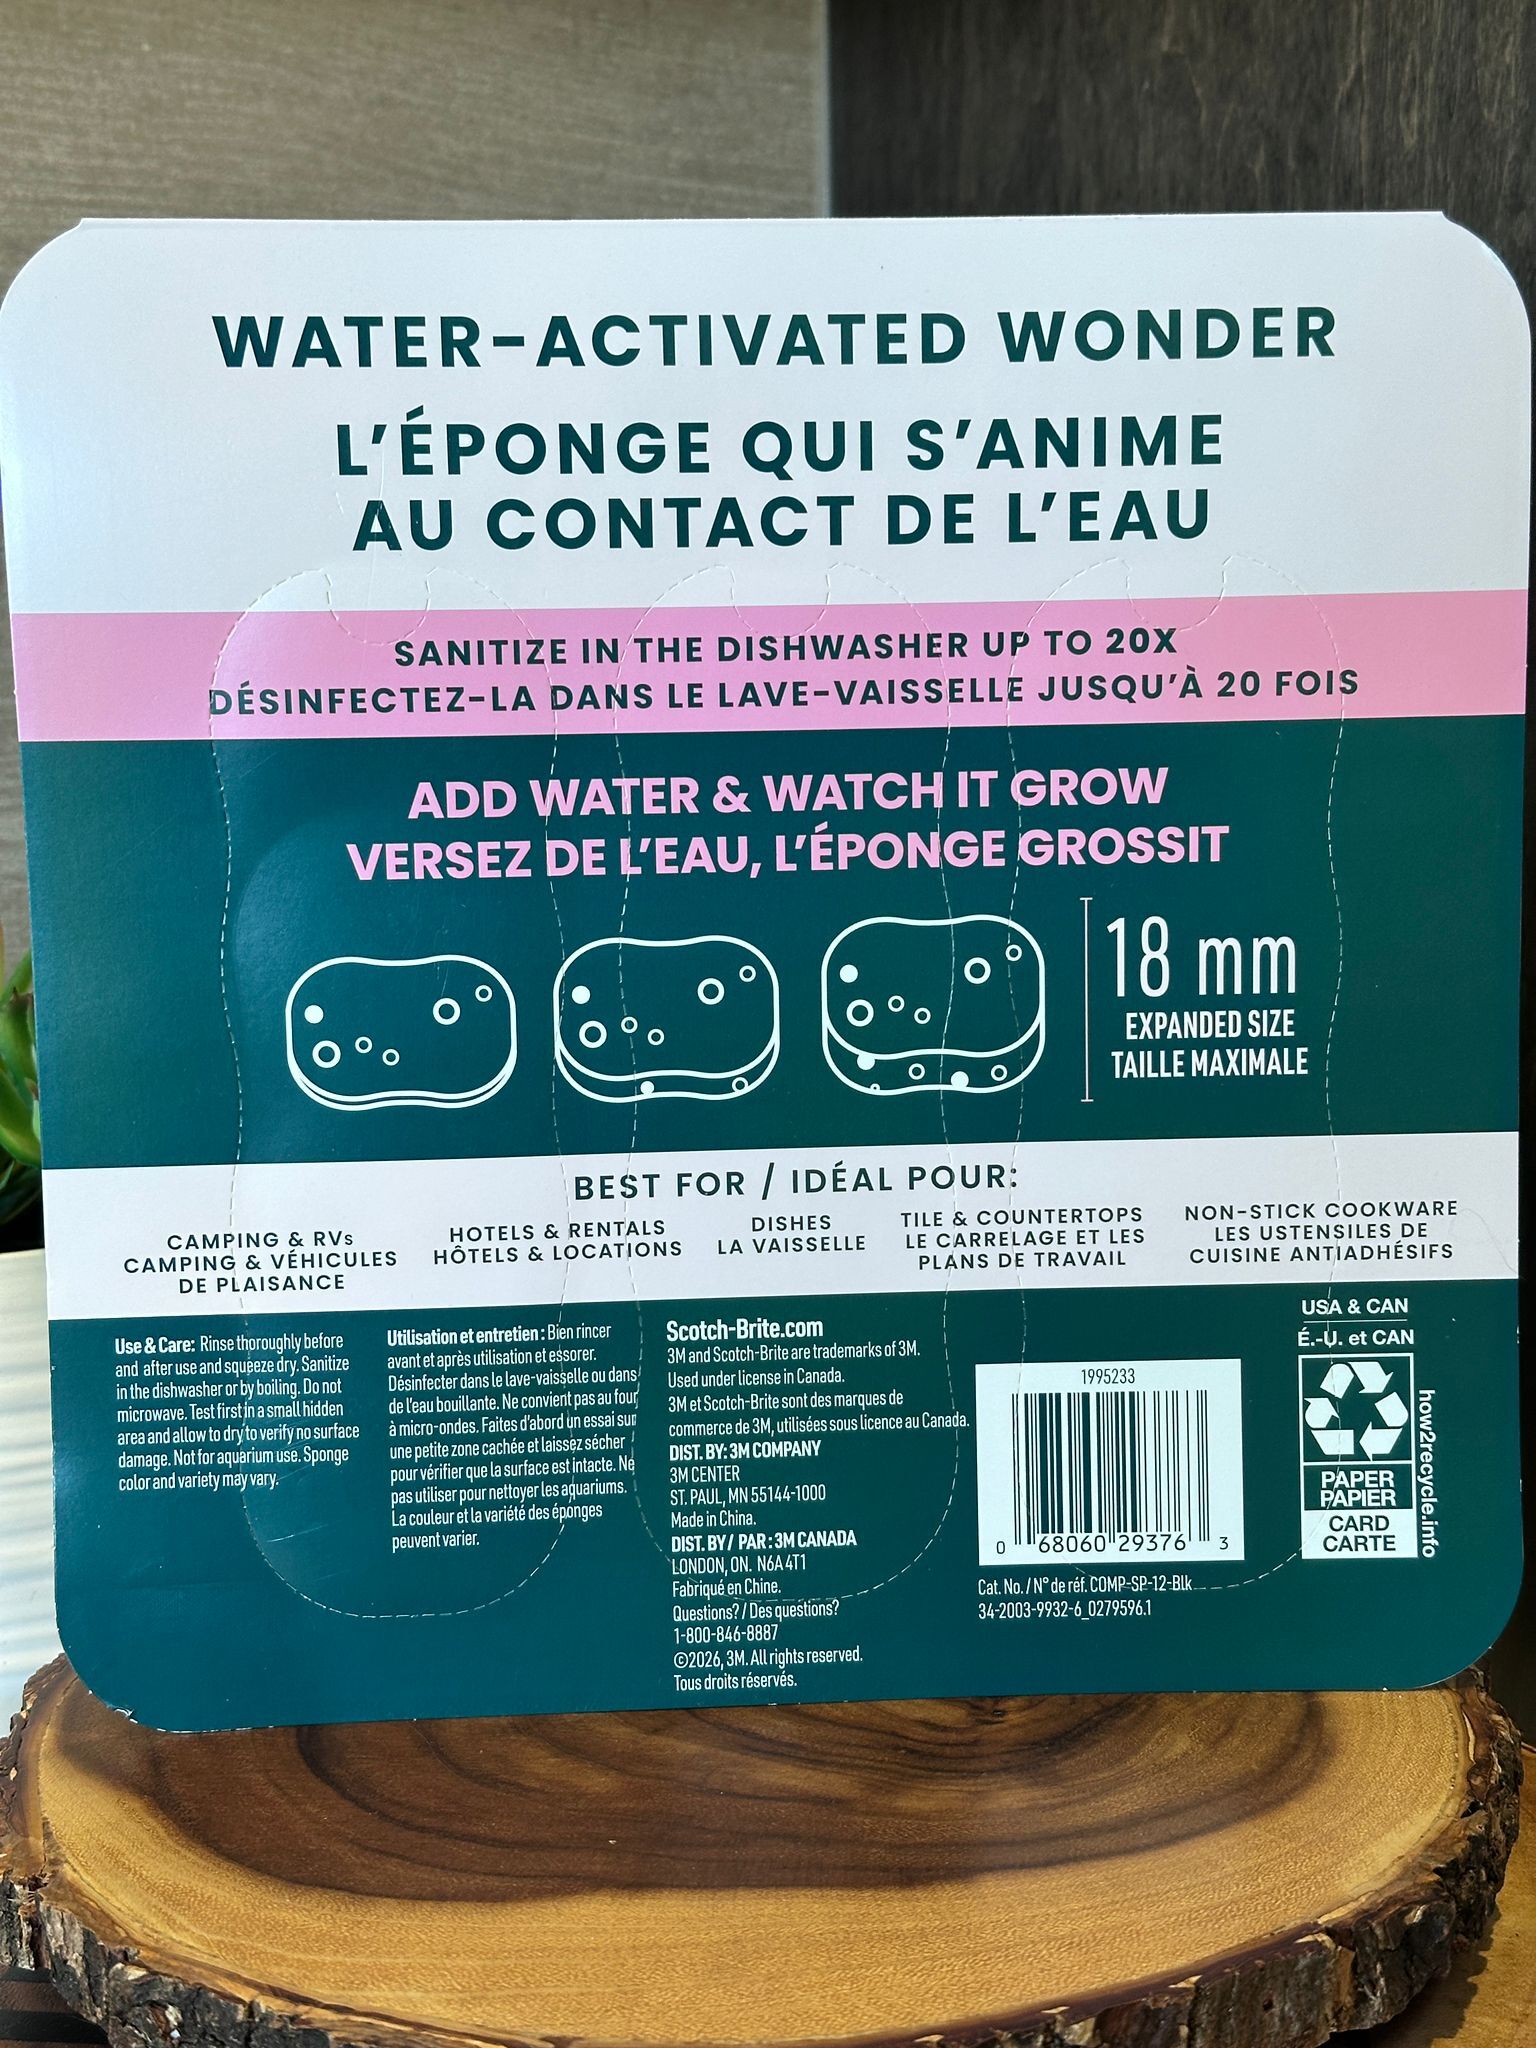 WATER-ACTIVATED WONDER
L'ÉPONGE QUI S'ANIME
AU CONTACT DE L'EAU
SANITIZE IN THE DISHWASHER UP TO 20X
DÉSINFECTEZ-LA DANS LE LAVE-VAISSELLE JUSQU'À 20 FOIS
ADD WATER & WATCH IT GROW
VERSEZ DE L'EAU, L'ÉPONGE GROSSIT
18 mm
EXPANDED SIZE
TAILLE MAXIMALE
BEST FOR / IDÉAL POUR:
CAMPING & RVs
CAMPING & VÉHICULES
DE PLAISANCE
HOTELS & RENTALS
HÔTELS & LOCATIONS
DISHES
LA VAISSELLE
TILE & COUNTERTOPS
LE CARRELAGE ET LES
PLANS DE TRAVAIL
NON-STICK COOKWARE
LES USTENSILES DE
CUISINE ANTIADHÉSIFS
Use & Care: Rinse thoroughly before
and after use and squeeze dry. Sanitize
in the dishwasher or by boiling. Do not
microwave. Test first in a small hidden
area and allow to dry to verify no surface
damage. Not for aquarium use. Sponge
color and variety may vary.
Utilisation et entretien : Bien rincer
avant et après utilisation et essorer.
Désinfecter dans le lave-vaisselle ou dans
de l'eau bouillante. Ne convient pas au four
à micro-ondes. Faites d'abord un essai sur
une petite zone cachée et laissez sécher
pour vérifier que la surface est intacte. Ne
pas utiliser pour nettoyer les aquariums.
La couleur et la variété des éponges
peuvent varier.
Scotch-Brite.com
3M and Scotch-Brite are trademarks of 3M.
Used under license in Canada.
3M et Scotch-Brite sont des marques de
commerce de 3M, utilisées sous licence au Canada.
DIST. BY: 3M COMPANY
3M CENTER
ST. PAUL, MN 55144-1000
Made in China.
DIST. BY / PAR : 3M CANADA
LONDON, ON. N6A 4T1
Fabriqué en Chine.
Questions? / Des questions?
1-800-846-8887
©2026, 3M. All rights reserved.
Tous droits réservés.
1995233
0 68060 29376 3
Cat. No. / N° de réf. COMP-SP-12-Blk
34-2003-9932-6_0279596.1
USA & CAN
É.-U. et CAN
PAPER
PAPIER
CARD
CARTE
how2recycle.info